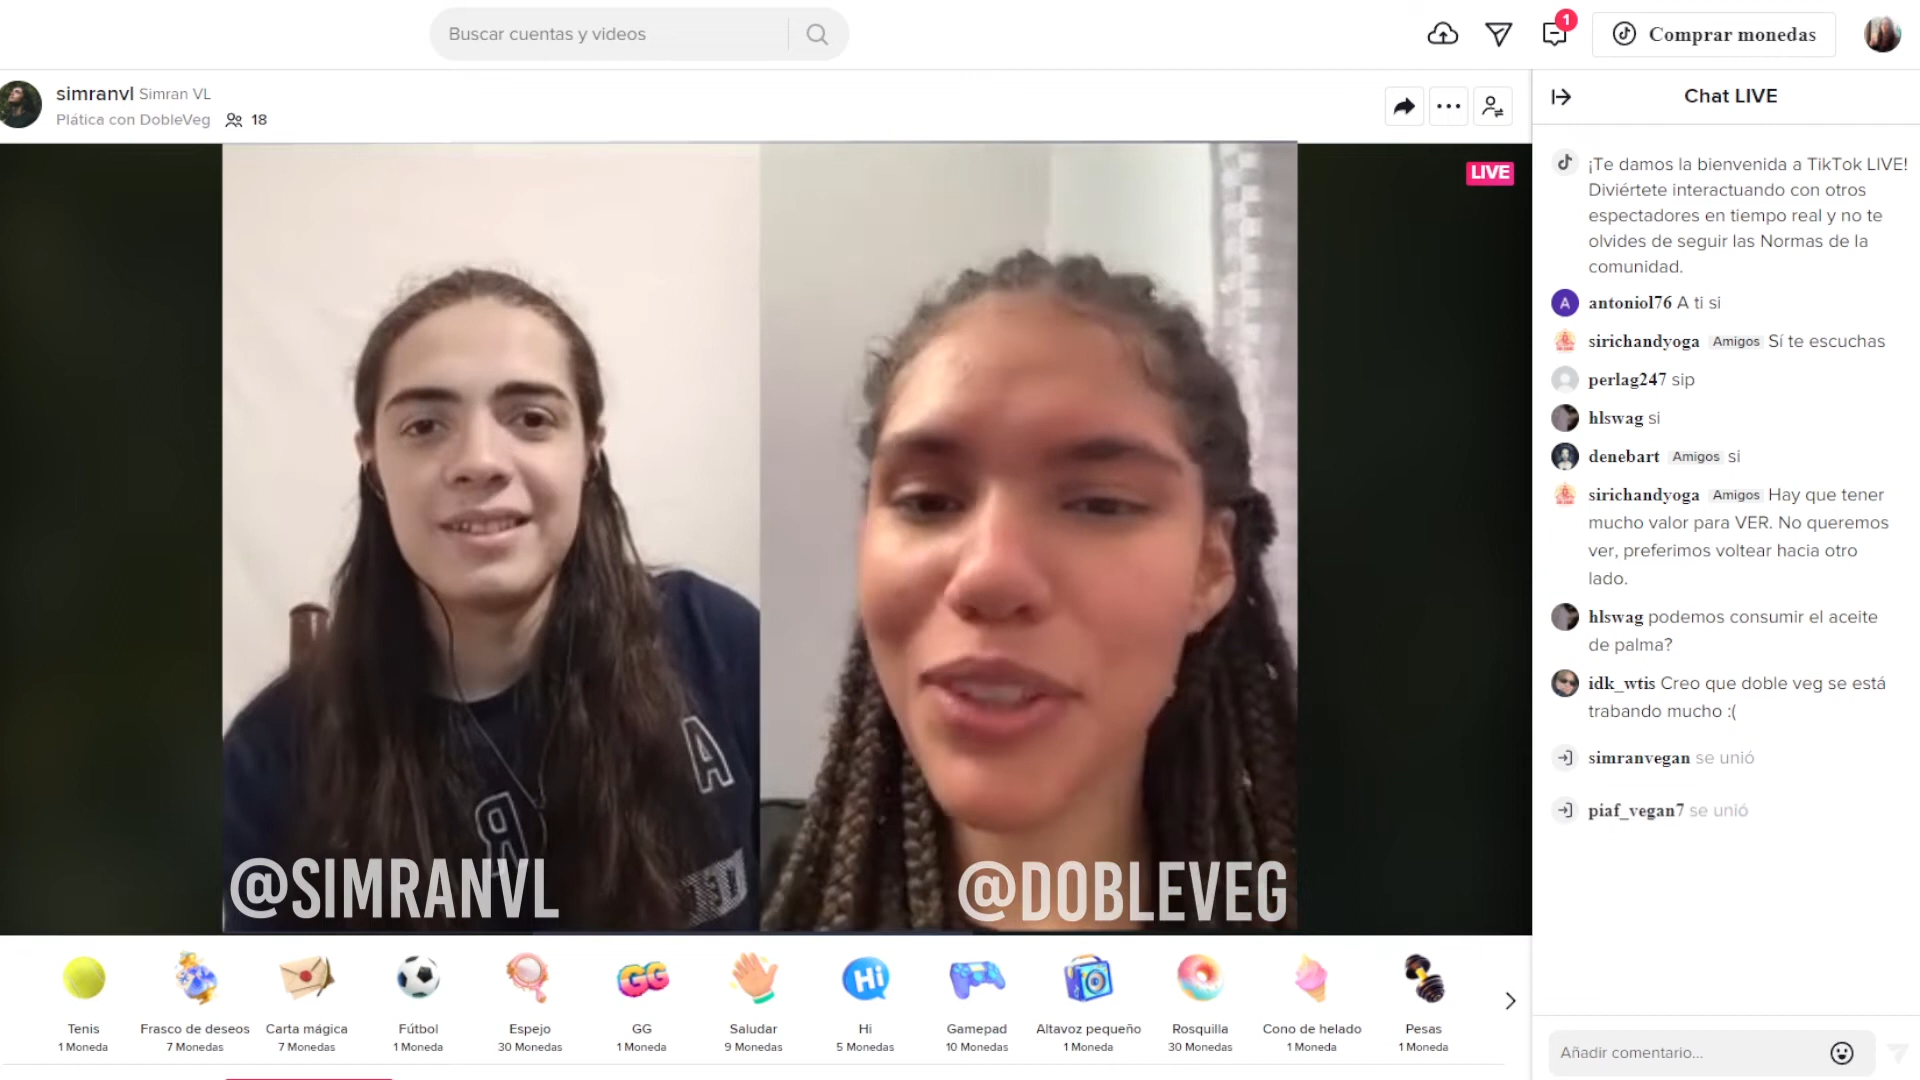 Buscar cuentas y videos
1
Comprar monedas
simranvl Simran VL
Plática con DobleVeg 18
LIVE
A
R
@SIMRANVL
@DOBLEVEG
Tenis
1 Moneda
Frasco de deseos
7 Monedas
Carta mágica
7 Monedas
Fútbol
1 Moneda
Espejo
30 Monedas
GG
GG
1 Moneda
Saludar
9 Monedas
Hi
Hi
5 Monedas
Gamepad
10 Monedas
Altavoz pequeño
1 Moneda
Rosquilla
30 Monedas
Cono de helado
1 Moneda
Pesas
1 Moneda
Chat LIVE
¡Te damos la bienvenida a TikTok LIVE!
Diviértete interactuando con otros
espectadores en tiempo real y no te
olvides de seguir las Normas de la
comunidad.
A antoniol76 A ti si
sirichandyoga Amigos Sí te escuchas
perlag247 sip
hlswag si
denebart Amigos si
sirichandyoga Amigos Hay que tener
mucho valor para VER. No queremos
ver, preferimos voltear hacia otro
lado.
hlswag podemos consumir el aceite
de palma?
idk_wtis Creo que doble veg se está
trabando mucho :(
simranvegan se unió
piaf_vegan7 se unió
Añadir comentario...